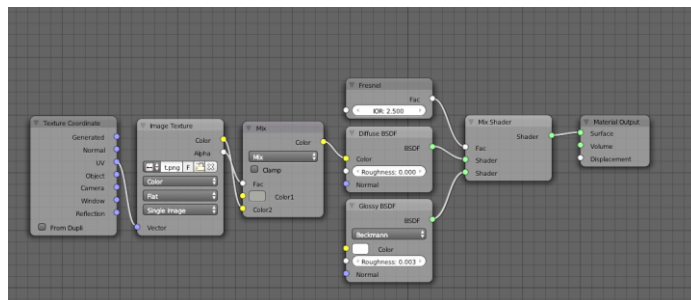 Texture Coordinate
Generated
Normal
UV
Object
Camera
Window
Reflection
From Dupli
Image Texture
Color
Alpha
t.png F
Color
Flat
Single Image
Vector
Mix
Color
Mix
Clamp
Fac
Color1
Color2
Fresnel
Fac
IOR: 2.500
Diffuse BSDF
BSDF
Color
Roughness: 0.000
Normal
Glossy BSDF
BSDF
Beckmann
Color
Roughness: 0.003
Normal
Mix Shader
Shader
Fac
Shader
Shader
Material Output
Surface
Volume
Displacement